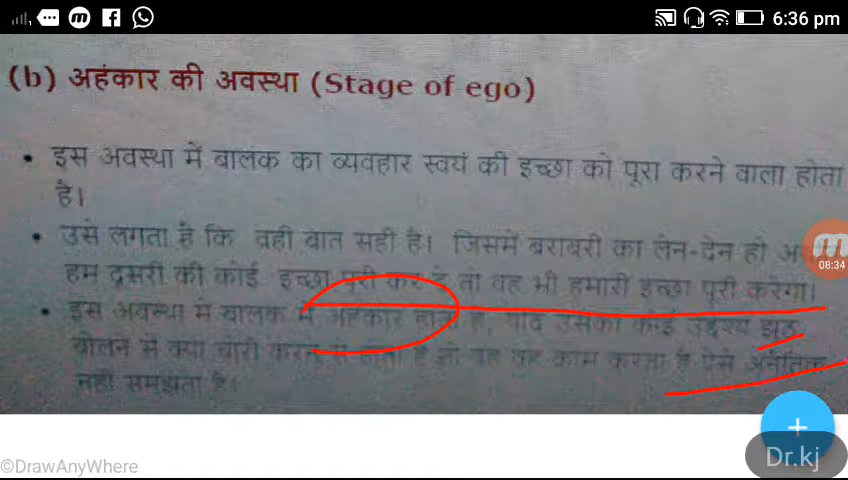 6:36 pm
(b) अहंकार की अवस्था (Stage of ego)
• इस अवस्था में बालक का व्यवहार स्वयं की इच्छा को पूरा करने वाला होता
है।
• उसे लगता है कि वही बात सही है। जिसमें बराबरी का लेन-देन हो
हम दूसरों की कोई इच्छा पूरी कर दे तो वह भी हमारी इच्छा पूरी करेगा।
08:34
• इस अवस्था में बालक में अहंकार होता है, यदि उसका कोई उद्देश्य झूठ
बोलने में क्या चोरी करने से होता है तो वह वह काम करता है ऐसे अनैतिक
नहीं समझता है।
©DrawAnyWhere
Dr.kj